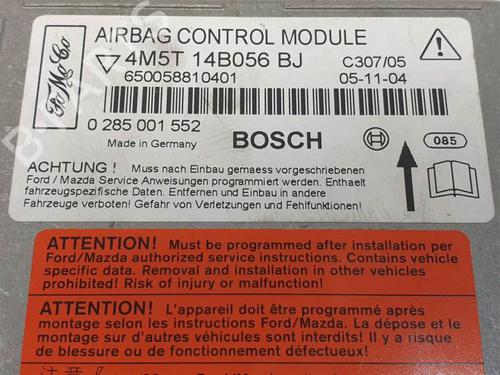 AIRBAG CONTROL MODULE
4M5T 14B056 BJ
C307/05
650058810401
05-11-04
FoMoCo
0 285 001 552
Made in Germany
BOSCH
085
ACHTUNG ! Muss nach Einbau gemaess vorgeschriebenen
Ford / Mazda Service Anweisungen programmiert werden. Enthaelt
fahrzeugspezifische Daten. Entfernen und Einbau in andere
Fahrzeuge verboten! Gefahr von Verletzungen und Fehlfunktionen!
ATTENTION! Must be programmed after installation per
Ford/Mazda authorized service instructions. Contains vehicle
specific data. Removal and installation in other vehicles
prohibited! Risk of injury or malfunction!
ATTENTION! L'appareil doit être programmé après
montage selon les instructions Ford/Mazda. La dépose et le
montage sur d'autres véhicules sont interdits! Il y a risque
de blessure ou de fonctionnement défectueux!